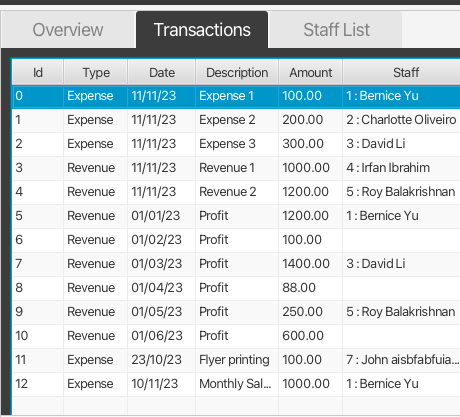 Overview Transactions Staff List
Id Type Date Description Amount Staff
0 Expense 11/11/23 Expense 1 100.00 1 : Bernice Yu
1 Expense 11/11/23 Expense 2 200.00 2 : Charlotte Oliveiro
2 Expense 11/11/23 Expense 3 300.00 3 : David Li
3 Revenue 11/11/23 Revenue 1 1000.00 4 : Irfan Ibrahim
4 Revenue 11/11/23 Revenue 2 1200.00 5 : Roy Balakrishnan
5 Revenue 01/01/23 Profit 1200.00 1 : Bernice Yu
6 Revenue 01/02/23 Profit 100.00
7 Revenue 01/03/23 Profit 1400.00 3 : David Li
8 Revenue 01/04/23 Profit 88.00
9 Revenue 01/05/23 Profit 250.00 5 : Roy Balakrishnan
10 Revenue 01/06/23 Profit 600.00
11 Expense 23/10/23 Flyer printing 100.00 7 : John aisbfabfuia...
12 Expense 10/11/23 Monthly Sal... 1000.00 1 : Bernice Yu